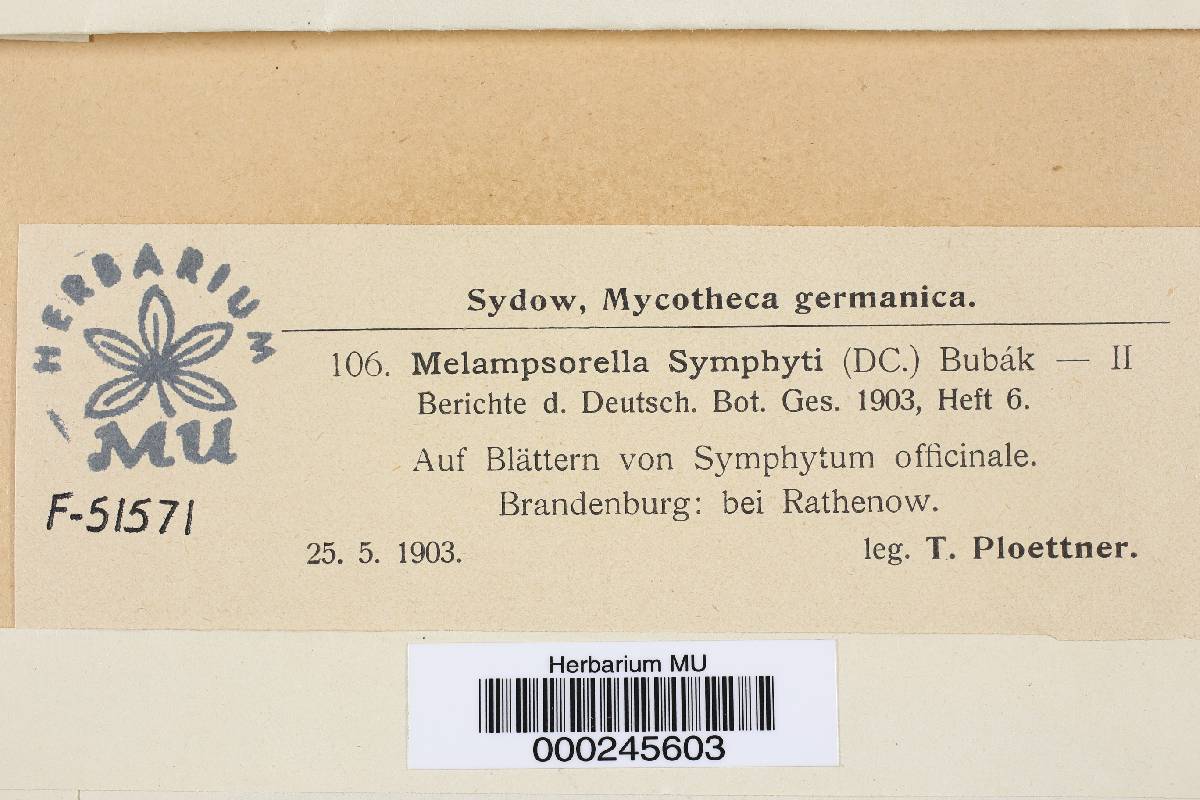 HERBARIUM
MU
F-51571
Sydow, Mycotheca germanica.
106. Melampsorella Symphyti (DC.) Bubák — II
Berichte d. Deutsch. Bot. Ges. 1903, Heft 6.
Auf Blättern von Symphytum officinale.
Brandenburg: bei Rathenow.
25. 5. 1903. leg. T. Ploettner.
Herbarium MU
000245603